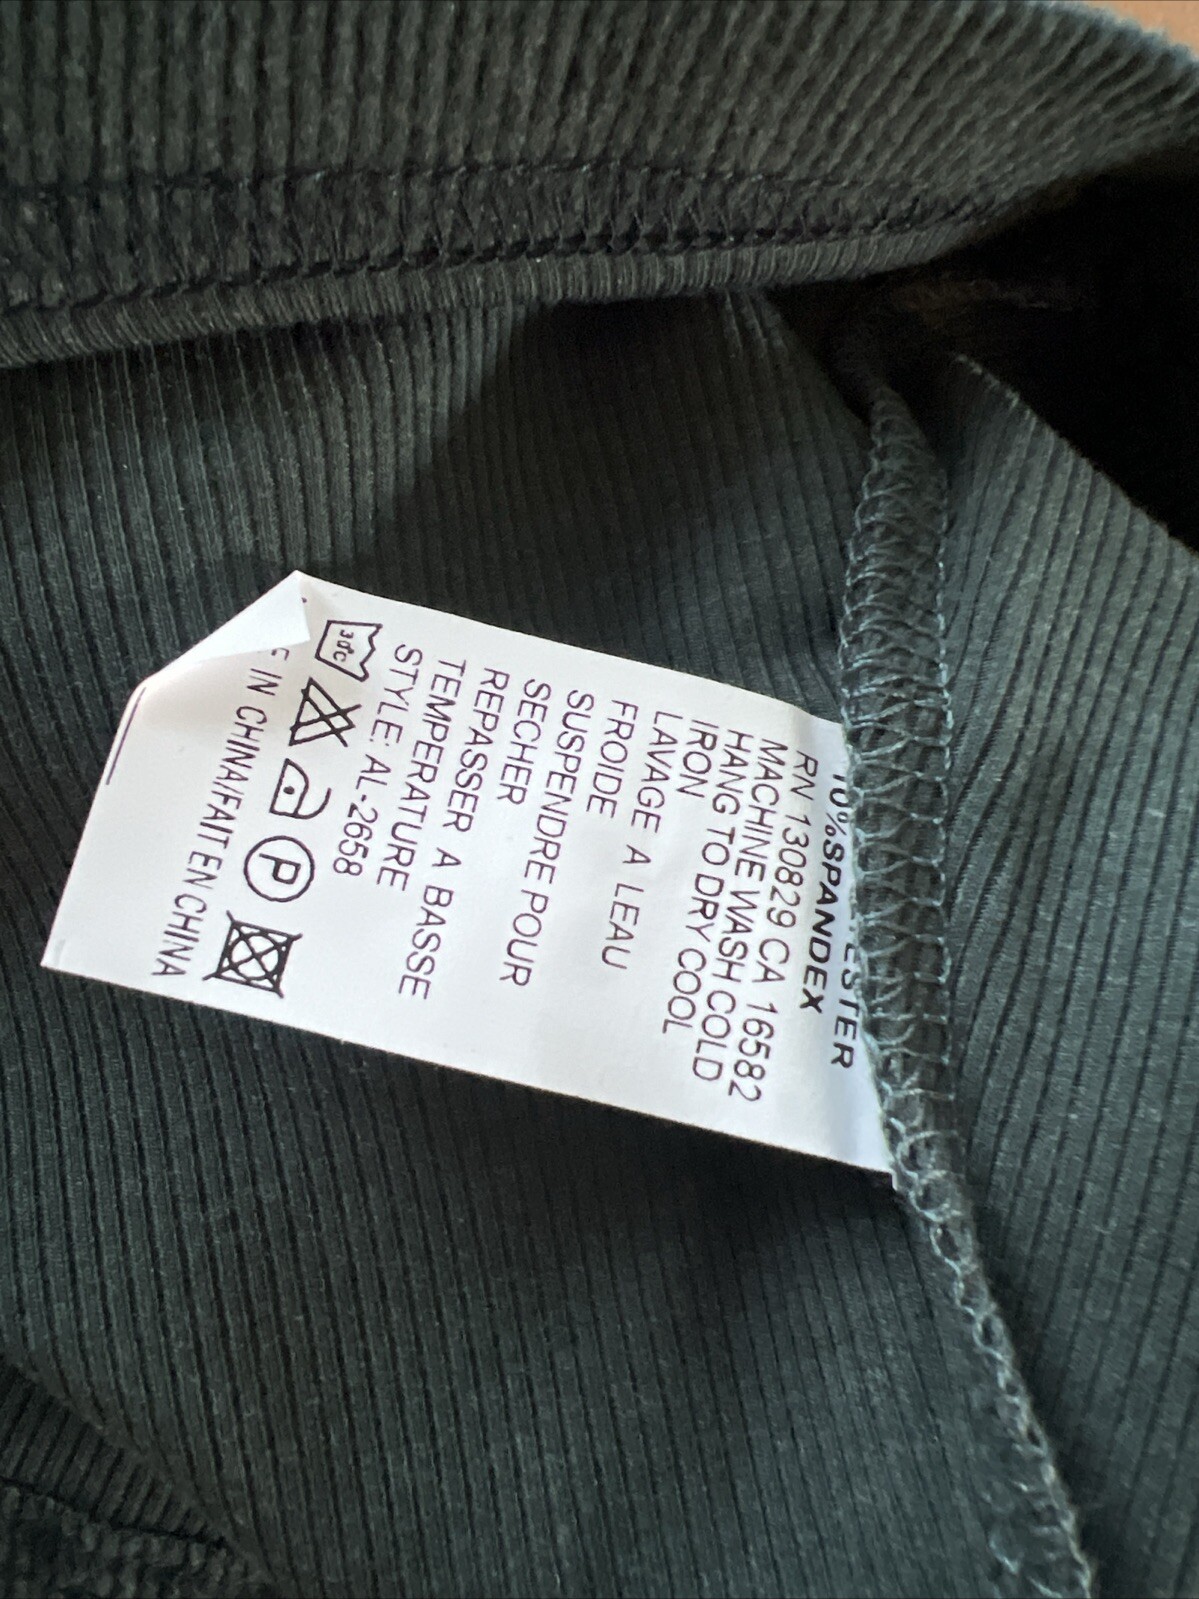 10%SPANDEX
RN 130829 CA 16582
MACHINE WASH COLD
HANG TO DRY COOL
IRON
LAVAGE A LEAU
FROIDE
SUSPENDRE POUR
SECHER
REPASSER A BASSE
TEMPERATURE
STYLE: AL-2658
30c P
IN CHINA/FAIT EN CHINA